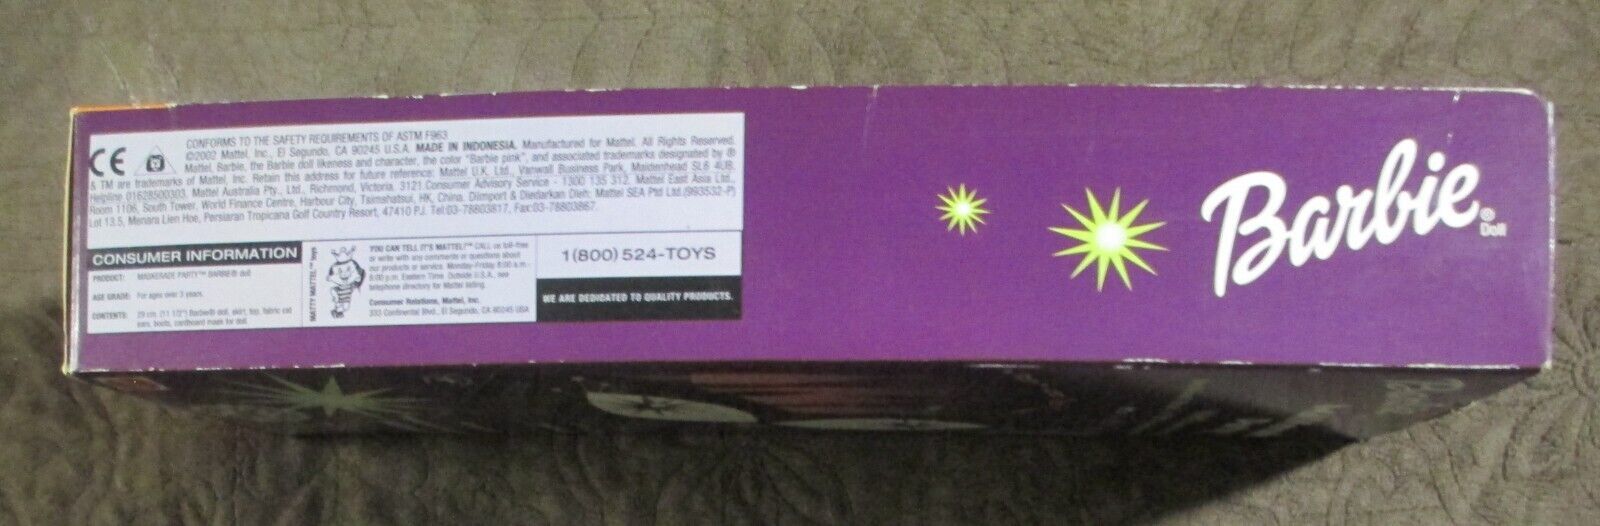 CONFORMS TO THE SAFETY REQUIREMENTS OF ASTM F963
CE ©2002 Mattel, Inc., El Segundo, CA 90245 U.S.A. MADE IN INDONESIA. Manufactured for Mattel. All Rights Reserved.
Mattel, Barbie, the Barbie doll likeness and character, the color "Barbie pink", and associated trademarks designated by ®
& TM are trademarks of Mattel, Inc. Retain this address for future reference: Mattel U.K. Ltd., Vanwall Business Park, Maidenhead SL6 4UB.
Helpline 01628500303. Mattel Australia Pty., Ltd., Richmond, Victoria. 3121.Consumer Advisory Service - 1300 135 312. Mattel East Asia Ltd.,
Room 1106, South Tower, World Finance Centre, Harbour City, Tsimshatsui, HK, China. Diimport & Diedarkan Oleh: Mattel SEA Ptd Ltd.(993532-P)
Lot 13.5, Menara Lien Hoe, Persiaran Tropicana Golf Country Resort, 47410 PJ. Tel:03-78803817, Fax:03-78803867.
CONSUMER INFORMATION
PRODUCT: MASKERADE PARTY™ BARBIE® doll
AGE GRADE: For ages over 3 years.
CONTENTS: 29 cm. (11 1/2") Barbie® doll, skirt, top, fabric cat
ears, boots, cardboard mask for doll.
MATTY MATTEL™ says
YOU CAN TELL IT'S MATTEL!™ CALL us toll-free
or write with any comments or questions about
our products or service. Monday-Friday 8:00 a.m.-
6:00 p.m. Eastern Time. Outside U.S.A., see
telephone directory for Mattel listing.
Consumer Relations, Mattel, Inc.
333 Continental Blvd., El Segundo, CA 90245 USA
1(800) 524-TOYS
WE ARE DEDICATED TO QUALITY PRODUCTS.
Barbie®
Doll